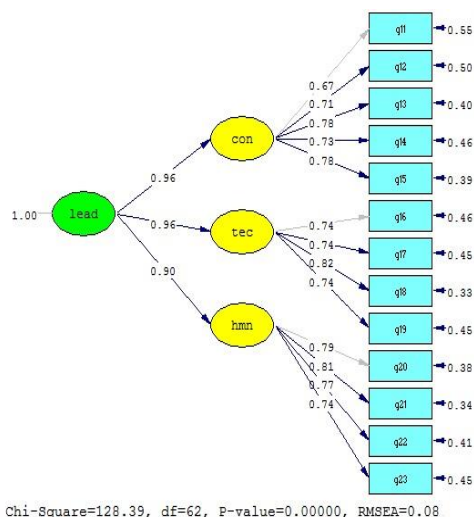 q11
0.55
q12
0.50
q13
0.40
q14
0.46
q15
0.39
q16
0.46
q17
0.45
q18
0.33
q19
0.45
q20
0.38
q21
0.34
q22
0.41
q23
0.45
0.67
0.71
0.78
0.73
0.78
con
0.96
1.00
lead
0.96
tec
0.74
0.74
0.82
0.74
0.90
hmn
0.79
0.81
0.77
0.74
Chi-Square=128.39, df=62, P-value=0.00000, RMSEA=0.08